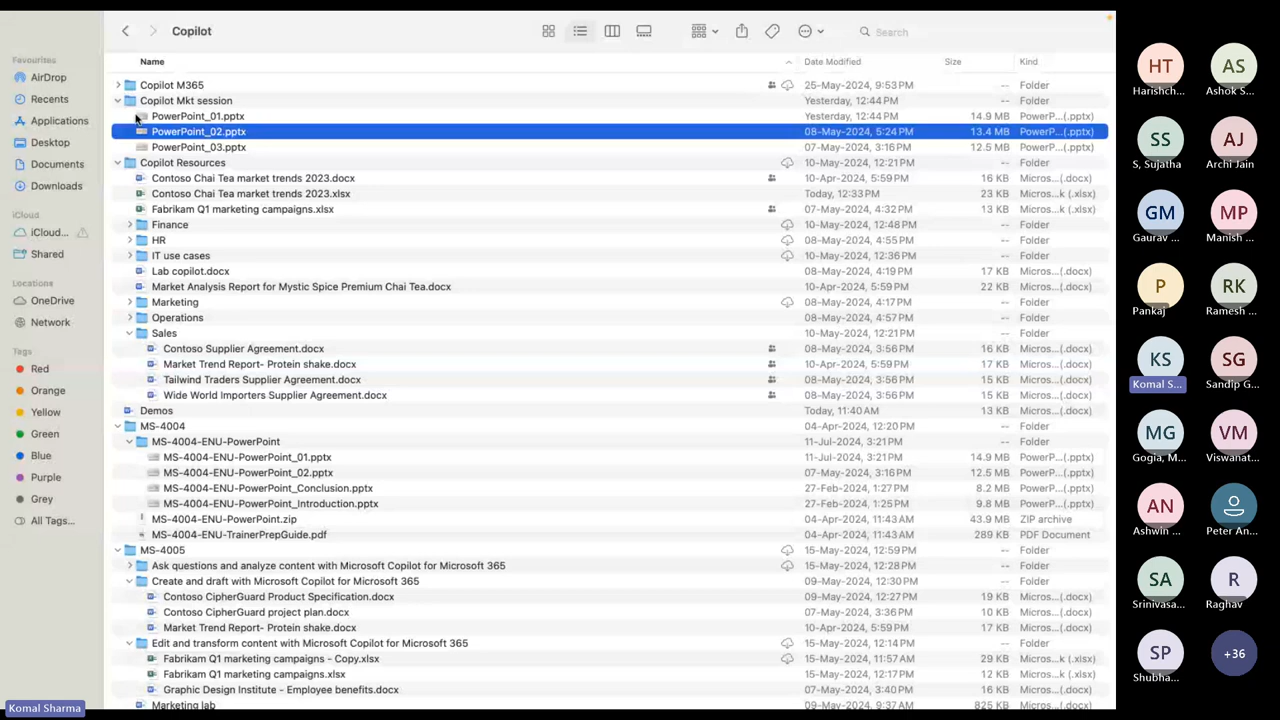 Copilot
Search
Favourites
AirDrop
Recents
Applications
Desktop
Documents
Downloads
iCloud
iCloud...
Shared
Locations
OneDrive
Network
Tags
Red
Orange
Yellow
Green
Blue
Purple
Grey
All Tags...
Komal Sharma
Name Date Modified Size Kind
Copilot M365 25-May-2024, 9:53 PM -- Folder
Copilot Mkt session Yesterday, 12:44 PM -- Folder
PowerPoint_01.pptx Yesterday, 12:44 PM 14.9 MB PowerP...(.pptx)
PowerPoint_02.pptx 08-May-2024, 5:24 PM 13.4 MB PowerP...(.pptx)
PowerPoint_03.pptx 07-May-2024, 3:16 PM 12.5 MB PowerP...(.pptx)
Copilot Resources 10-May-2024, 12:21 PM -- Folder
Contoso Chai Tea market trends 2023.docx 10-Apr-2024, 5:59 PM 16 KB Micros...(.docx)
Contoso Chai Tea market trends 2023.xlsx Today, 12:33 PM 23 KB Micros...k (.xlsx)
Fabrikam Q1 marketing campaigns.xlsx 07-May-2024, 4:32 PM 13 KB Micros...k (.xlsx)
Finance 10-May-2024, 12:48 PM -- Folder
HR 08-May-2024, 4:55 PM -- Folder
IT use cases 10-May-2024, 12:36 PM -- Folder
Lab copilot.docx 08-May-2024, 4:19 PM 17 KB Micros...(.docx)
Market Analysis Report for Mystic Spice Premium Chai Tea.docx 10-Apr-2024, 5:59 PM 22 KB Micros...(.docx)
Marketing 08-May-2024, 4:17 PM -- Folder
Operations 08-May-2024, 4:57 PM -- Folder
Sales 10-May-2024, 12:21 PM -- Folder
Contoso Supplier Agreement.docx 08-May-2024, 3:56 PM 16 KB Micros...(.docx)
Market Trend Report- Protein shake.docx 10-Apr-2024, 5:59 PM 17 KB Micros...(.docx)
Tailwind Traders Supplier Agreement.docx 08-May-2024, 3:56 PM 15 KB Micros...(.docx)
Wide World Importers Supplier Agreement.docx 08-May-2024, 3:56 PM 15 KB Micros...(.docx)
Demos Today, 11:40 AM 13 KB Micros...(.docx)
MS-4004 04-Apr-2024, 12:20 PM -- Folder
MS-4004-ENU-PowerPoint 11-Jul-2024, 3:21 PM -- Folder
MS-4004-ENU-PowerPoint_01.pptx 11-Jul-2024, 3:21 PM 14.9 MB PowerP...(.pptx)
MS-4004-ENU-PowerPoint_02.pptx 07-May-2024, 3:16 PM 12.5 MB PowerP...(.pptx)
MS-4004-ENU-PowerPoint_Conclusion.pptx 27-Feb-2024, 1:27 PM 8.2 MB PowerP...(.pptx)
MS-4004-ENU-PowerPoint_Introduction.pptx 27-Feb-2024, 1:25 PM 9.8 MB PowerP...(.pptx)
MS-4004-ENU-PowerPoint.zip 04-Apr-2024, 11:43 AM 43.9 MB ZIP archive
MS-4004-ENU-TrainerPrepGuide.pdf 04-Apr-2024, 11:43 AM 289 KB PDF Document
MS-4005 15-May-2024, 12:59 PM -- Folder
Ask questions and analyze content with Microsoft Copilot for Microsoft 365 15-May-2024, 12:28 PM -- Folder
Create and draft with Microsoft Copilot for Microsoft 365 09-May-2024, 12:30 PM -- Folder
Contoso CipherGuard Product Specification.docx 09-May-2024, 12:27 PM 19 KB Micros...(.docx)
Contoso CipherGuard project plan.docx 07-May-2024, 3:36 PM 10 KB Micros...(.docx)
Market Trend Report- Protein shake.docx 10-Apr-2024, 5:59 PM 17 KB Micros...(.docx)
Edit and transform content with Microsoft Copilot for Microsoft 365 15-May-2024, 12:14 PM -- Folder
Fabrikam Q1 marketing campaigns - Copy.xlsx 15-May-2024, 11:57 AM 29 KB Micros...k (.xlsx)
Fabrikam Q1 marketing campaigns.xlsx 15-May-2024, 12:17 PM 12 KB Micros...k (.xlsx)
Graphic Design Institute - Employee benefits.docx 07-May-2024, 3:40 PM 16 KB Micros...(.docx)
Marketing lab 09-May-2024, 9:37 AM 825 KB Micros...(.docx)
HT AS
Harishch... Ashok S...
SS AJ
S, Sujatha Archi Jain
GM MP
Gaurav ... Manish ...
P RK
Pankaj Ramesh ...
KS SG
Komal S... Sandip G...
MG VM
Gogia, M... Viswanat...
AN
Ashwin ... Peter An...
SA R
Srinivasa... Raghav
SP +36
Shubha...